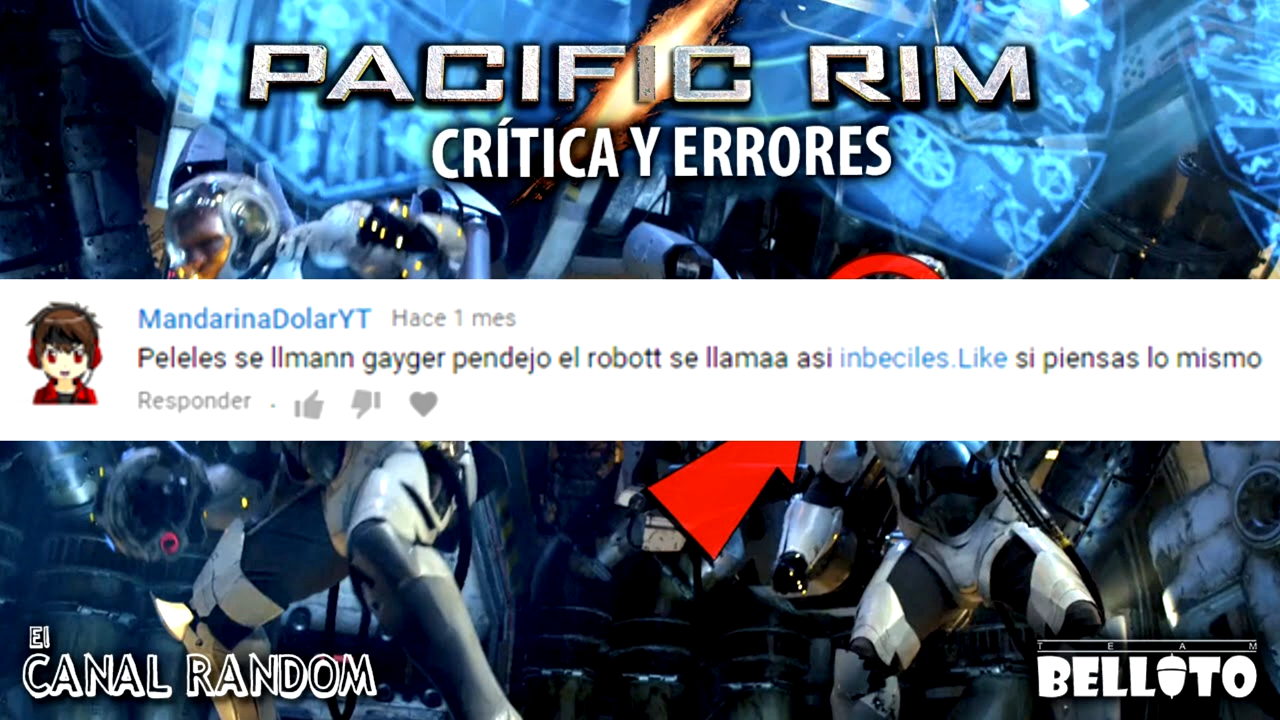 PACIFIC RIM
CRÍTICA Y ERRORES
MandarinaDolarYT Hace 1 mes
Peleles se llmann gayger pendejo el robott se llamaa asi inbeciles.Like si piensas lo mismo
Responder .
El
CANAL RANDOM
TEAM
BELLOTO